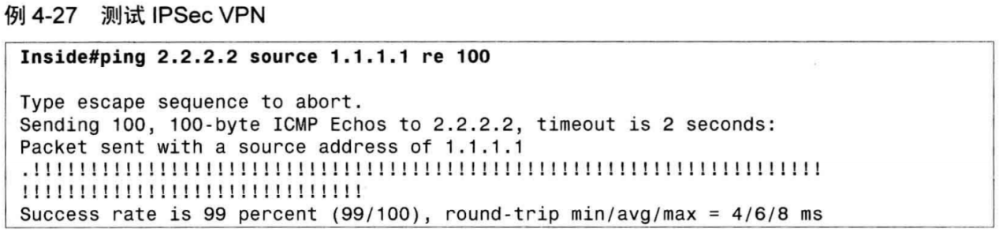 例 4-27 测试 IPSec VPN
Inside#ping 2.2.2.2 source 1.1.1.1 re 100
Type escape sequence to abort.
Sending 100, 100-byte ICMP Echos to 2.2.2.2, timeout is 2 seconds:
Packet sent with a source address of 1.1.1.1
.!!!!!!!!!!!!!!!!!!!!!!!!!!!!!!!!!!!!!!!!!!!!!!!!!!!!!!!!!!!!!!!!!!!!!
!!!!!!!!!!!!!!!!!!!!!!!!!!!!!!
Success rate is 99 percent (99/100), round-trip min/avg/max = 4/6/8 ms